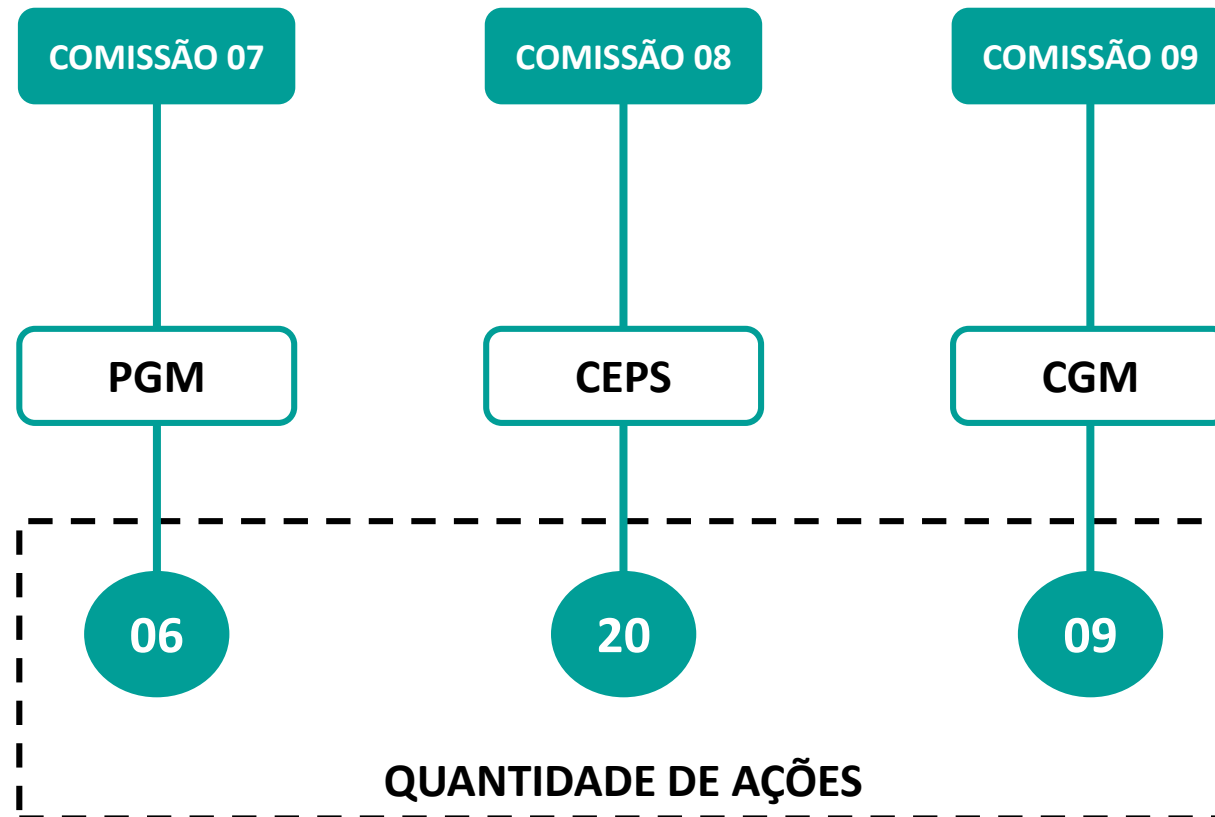 COMISSÃO 07
COMISSÃO 08
COMISSÃO 09
PGM
CEPS
CGM
06
20
09
QUANTIDADE DE AÇÕES